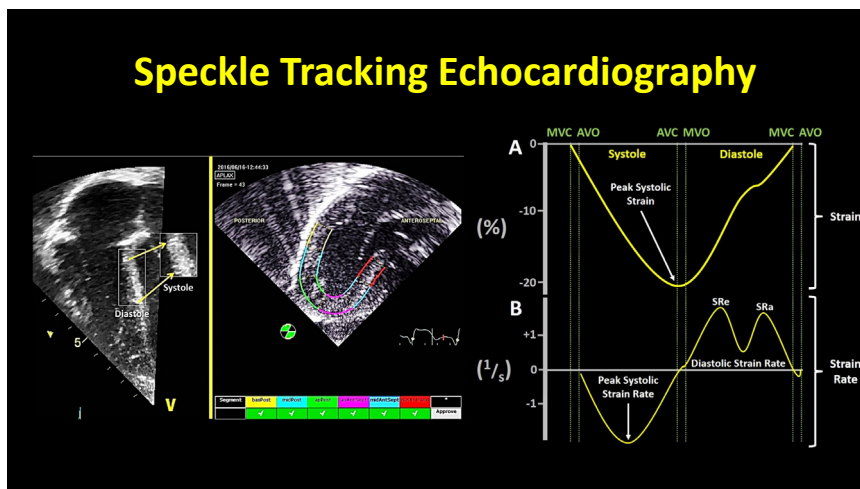 Speckle Tracking Echocardiography
2016/06/16-12:44:33
APLAX
Frame = 43
POSTERIOR
ANTEROSEPTAL
Systole
Diastole
5
V
Segment
basPost
midPost
apPost
midAntSept
Approve
MVC AVO AVC MVO MVC AVO
A
0
Systole
Diastole
Peak Systolic
Strain
-10
(%)
-20
Strain
B
SRe
SRa
+1
(1/s)
0
Diastolic Strain Rate
Peak Systolic
Strain Rate
-1
Strain
Rate